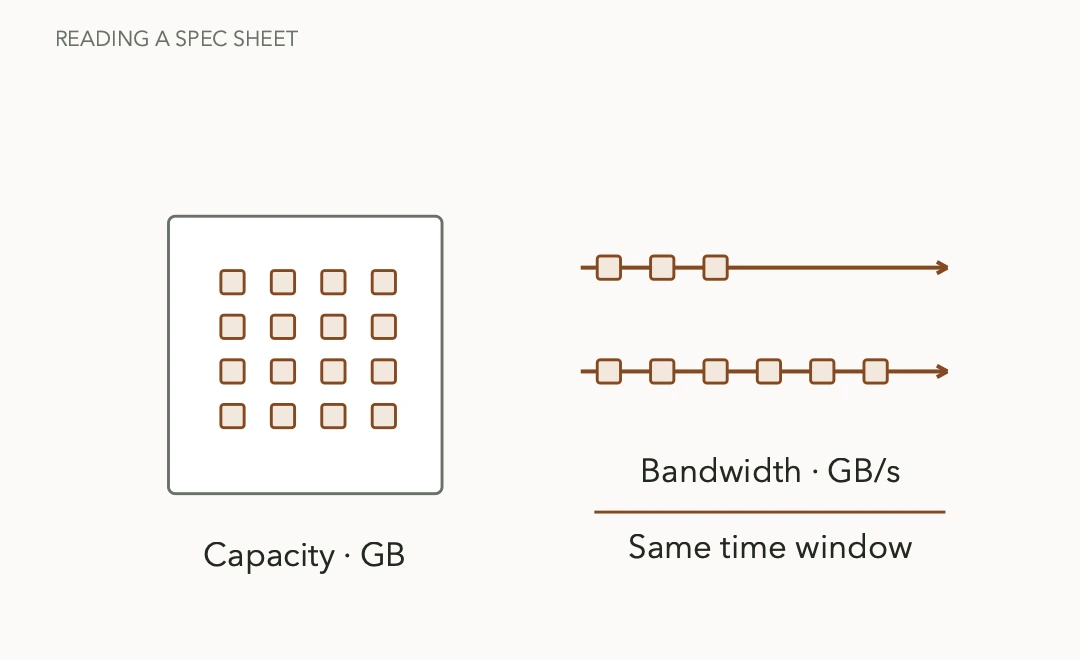 READING A SPEC SHEET
Capacity · GB
Bandwidth · GB/s
Same time window